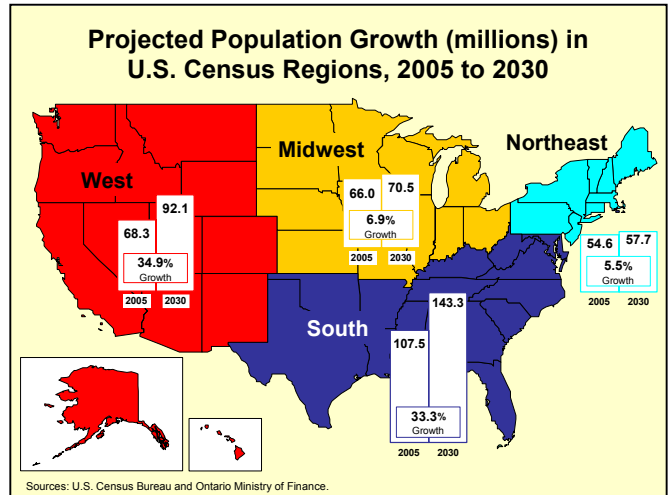 Projected Population Growth (millions) in
U.S. Census Regions, 2005 to 2030
Northeast
Midwest
West
66.0 70.5
6.9%
Growth
2005 2030
92.1
68.3
34.9%
Growth
2005 2030
54.6 57.7
5.5%
Growth
2005 2030
South
143.3
107.5
33.3%
Growth
2005 2030
Sources: U.S. Census Bureau and Ontario Ministry of Finance.